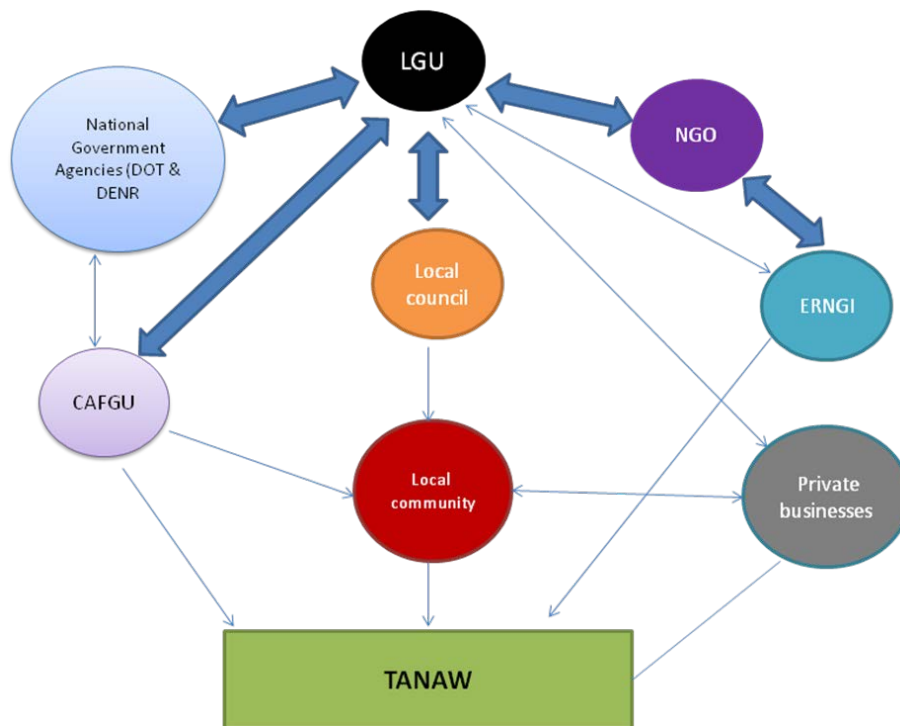 LGU
National
Government
Agencies (DOT &
DENR
NGO
Local
council
ERNGI
CAFGU
Local
community
Private
businesses
TANAW